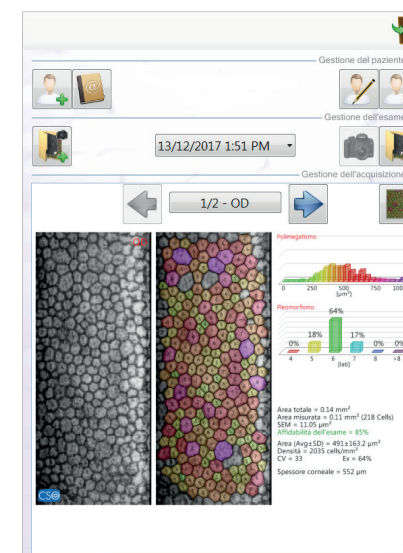 Gestione del paziente
@
Gestione dell'esame
13/12/2017 1:51 PM
Gestione dell'acquisizione
1/2 - OD
Polimegatismo
0 250 500 750 100
[µm²]
Pleomorfismo
64%
18% 17%
0% 0% 0%
4 5 6 7 8 >8
[lati]
Area totale = 0.14 mm²
Area misurata = 0.11 mm² (218 Cells)
SEM = 11.05 µm²
Affidabilità dell'esame = 85%
Area (Avg±SD) = 491±163.2 µm²
Densità = 2035 cells/mm²
CV = 33 Ex = 64%
Spessore corneale = 552 µm
CSO